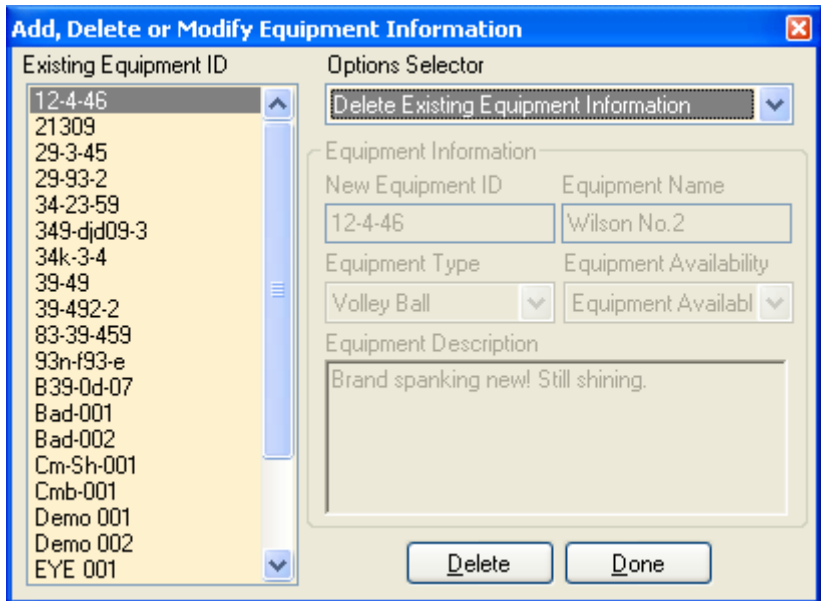 Add, Delete or Modify Equipment Information
Existing Equipment ID
12-4-46
21309
29-3-45
29-93-2
34-23-59
349-djd09-3
34k-3-4
39-49
39-492-2
83-39-459
93n-f93-e
B39-0d-07
Bad-001
Bad-002
Cm-Sh-001
Cmb-001
Demo 001
Demo 002
EYE 001
Options Selector
Delete Existing Equipment Information
Equipment Information
New Equipment ID Equipment Name
12-4-46 Wilson No.2
Equipment Type Equipment Availability
Volley Ball Equipment Availabl
Equipment Description
Brand spanking new! Still shining.
Delete Done